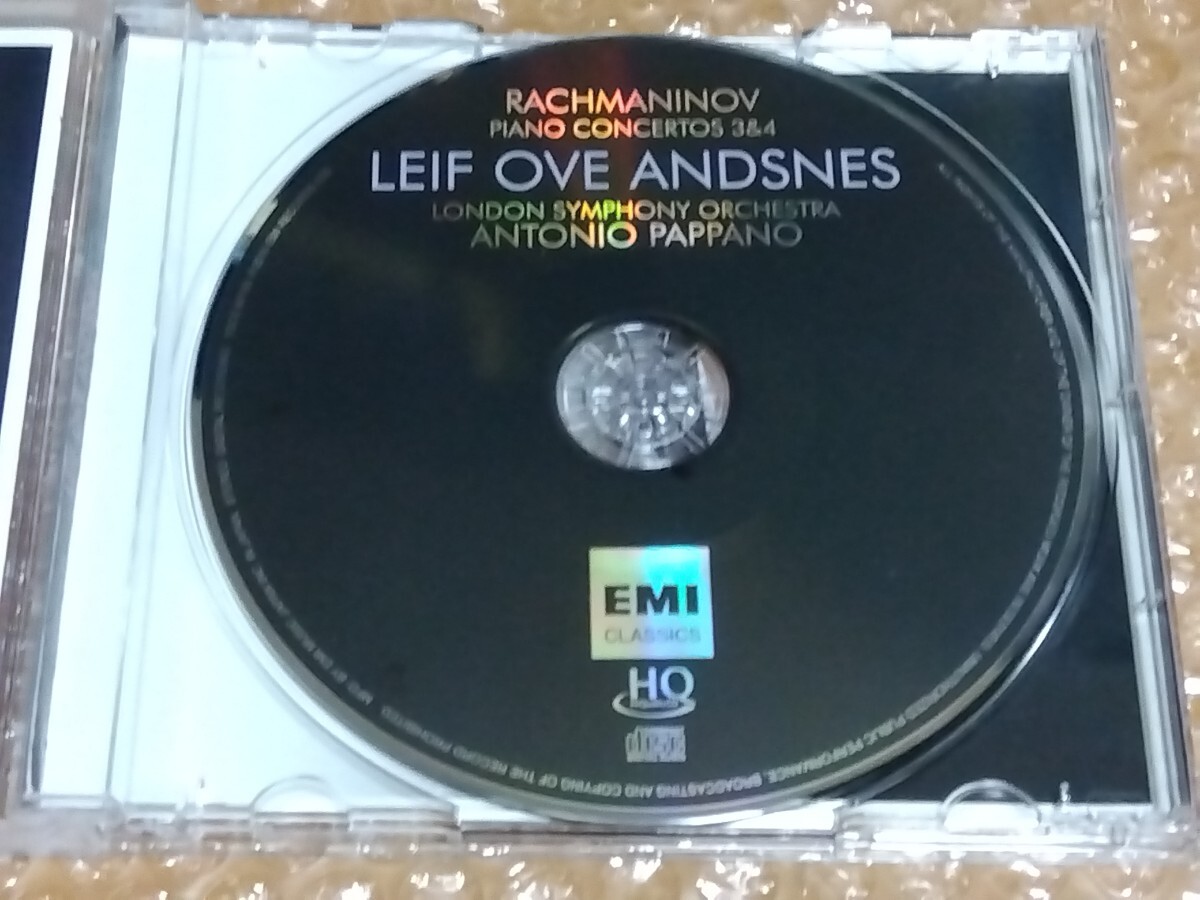 RACHMANINOV
PIANO CONCERTOS 3&4
LEIF OVE ANDSNES
LONDON SYMPHONY ORCHESTRA
ANTONIO PAPPANO
EMI
CLASSICS
HQ
PUBLIC PERFORMANCE, BROADCASTING AND COPYING OF THE RECORD PROHIBITED.